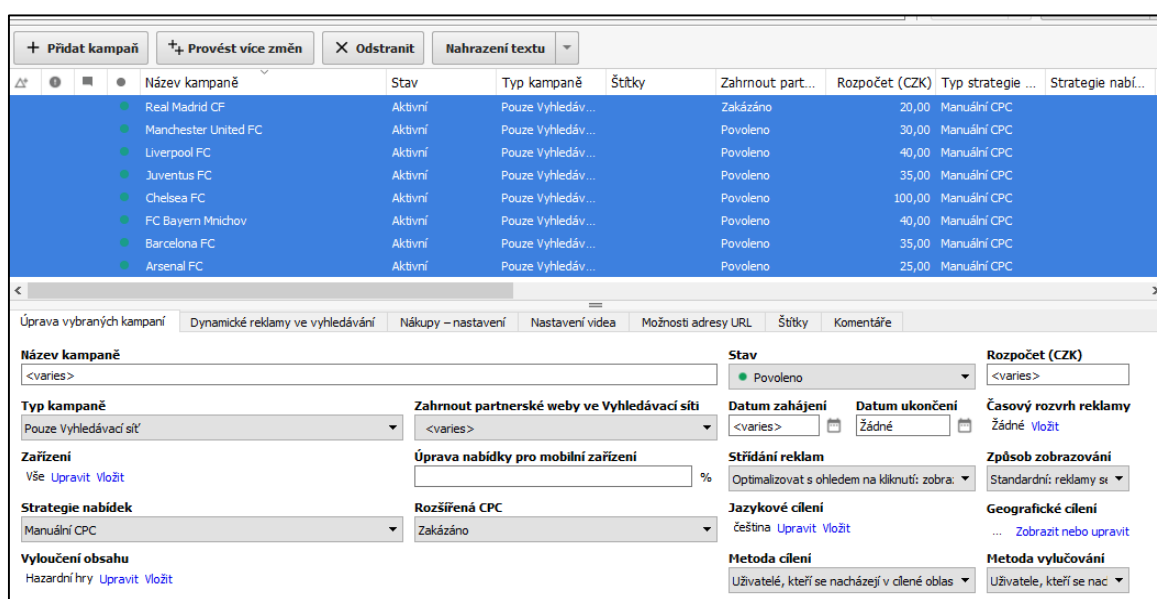 + Přidat kampaň ++ Provést více změn X Odstranit Nahrazení textu
Název kampaně Stav Typ kampaně Štítky Zahrnout part... Rozpočet (CZK) Typ strategie ... Strategie nabí...
Real Madrid CF Aktivní Pouze Vyhledáv... Zakázáno 20,00 Manuální CPC
Manchester United FC Aktivní Pouze Vyhledáv... Povoleno 30,00 Manuální CPC
Liverpool FC Aktivní Pouze Vyhledáv... Povoleno 40,00 Manuální CPC
Juventus FC Aktivní Pouze Vyhledáv... Povoleno 35,00 Manuální CPC
Chelsea FC Aktivní Pouze Vyhledáv... Povoleno 100,00 Manuální CPC
FC Bayern Mnichov Aktivní Pouze Vyhledáv... Povoleno 40,00 Manuální CPC
Barcelona FC Aktivní Pouze Vyhledáv... Povoleno 35,00 Manuální CPC
Arsenal FC Aktivní Pouze Vyhledáv... Povoleno 25,00 Manuální CPC
Úprava vybraných kampaní Dynamické reklamy ve vyhledávání Nákupy – nastavení Nastavení videa Možnosti adresy URL Štítky Komentáře
Název kampaně Stav Rozpočet (CZK)
<varies> Povoleno <varies>
Typ kampaně Zahrnout partnerské weby ve Vyhledávací síti Datum zahájení Datum ukončení Časový rozvrh reklamy
Pouze Vyhledávací síť <varies> <varies> Žádné Žádné Vložit
Zařízení Úprava nabídky pro mobilní zařízení Střídání reklam Způsob zobrazování
Vše Upravit Vložit % Optimalizovat s ohledem na kliknutí: zobra: Standardní: reklamy se
Strategie nabídek Rozšířená CPC Jazykové cílení Geografické cílení
Manuální CPC Zakázáno čeština Upravit Vložit ... Zobrazit nebo upravit
Vyloučení obsahu Metoda cílení Metoda vylučování
Hazardní hry Upravit Vložit Uživatelé, kteří se nacházejí v cílené oblas Uživatele, kteří se nac